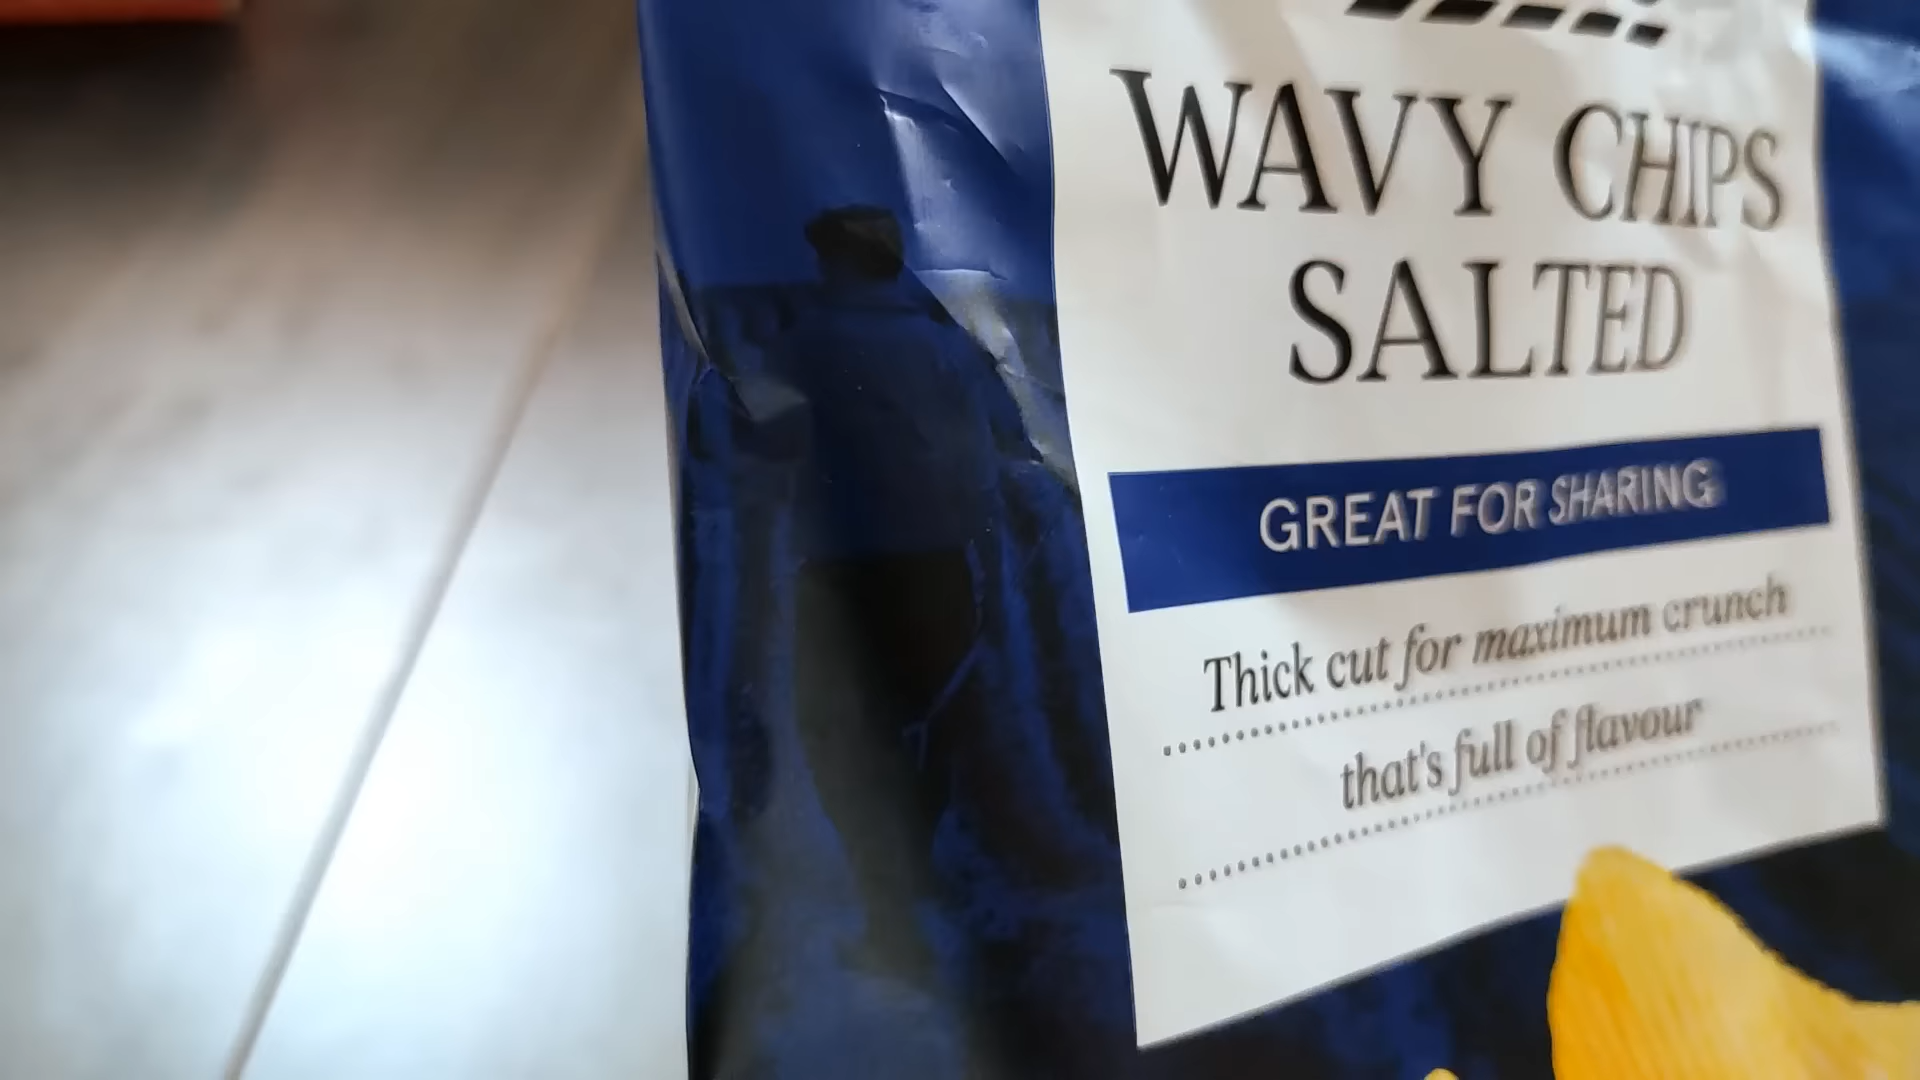 WAVY CHIPS
SALTED
GREAT FOR SHARING
Thick cut for maximum crunch
that's full of flavour